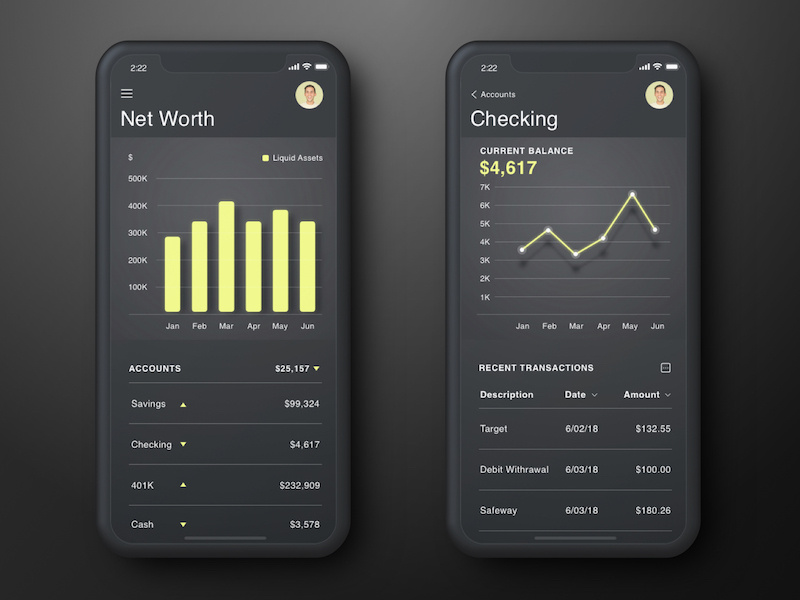 2:22
Net Worth
$ Liquid Assets
500K
400K
300K
200K
100K
Jan Feb Mar Apr May Jun
ACCOUNTS $25,157
Savings $99,324
Checking $4,617
401K $232,909
Cash $3,578
2:22
Accounts
Checking
CURRENT BALANCE
$4,617
7K
6K
5K
4K
3K
2K
1K
Jan Feb Mar Apr May Jun
RECENT TRANSACTIONS
Description Date Amount
Target 6/02/18 $132.55
Debit Withrawal 6/03/18 $100.00
Safeway 6/03/18 $180.26